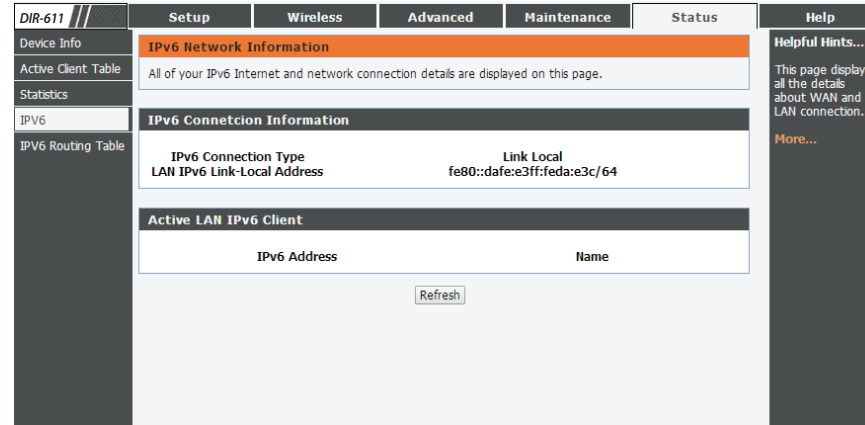 DIR-611
Setup
Wireless
Advanced
Maintenance
Status
Help
Device Info
Active Client Table
Statistics
IPV6
IPV6 Routing Table
IPv6 Network Information
All of your IPv6 Internet and network connection details are displayed on this page.
IPv6 Connetcion Information
IPv6 Connection Type Link Local
LAN IPv6 Link-Local Address fe80::dafe:e3ff:feda:e3c/64
Active LAN IPv6 Client
IPv6 Address Name
Refresh
Helpful Hints...
This page display
all the details
about WAN and
LAN connection.
More...